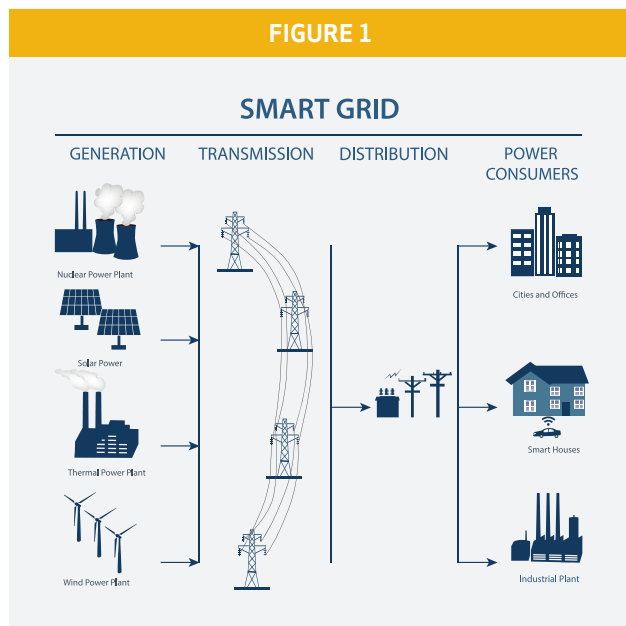 FIGURE 1
SMART GRID
GENERATION
TRANSMISSION
DISTRIBUTION
POWER
CONSUMERS
Nuclear Power Plant
Solar Power
Thermal Power Plant
Wind Power Plant
Cities and Offices
Smart Houses
Industrial Plant